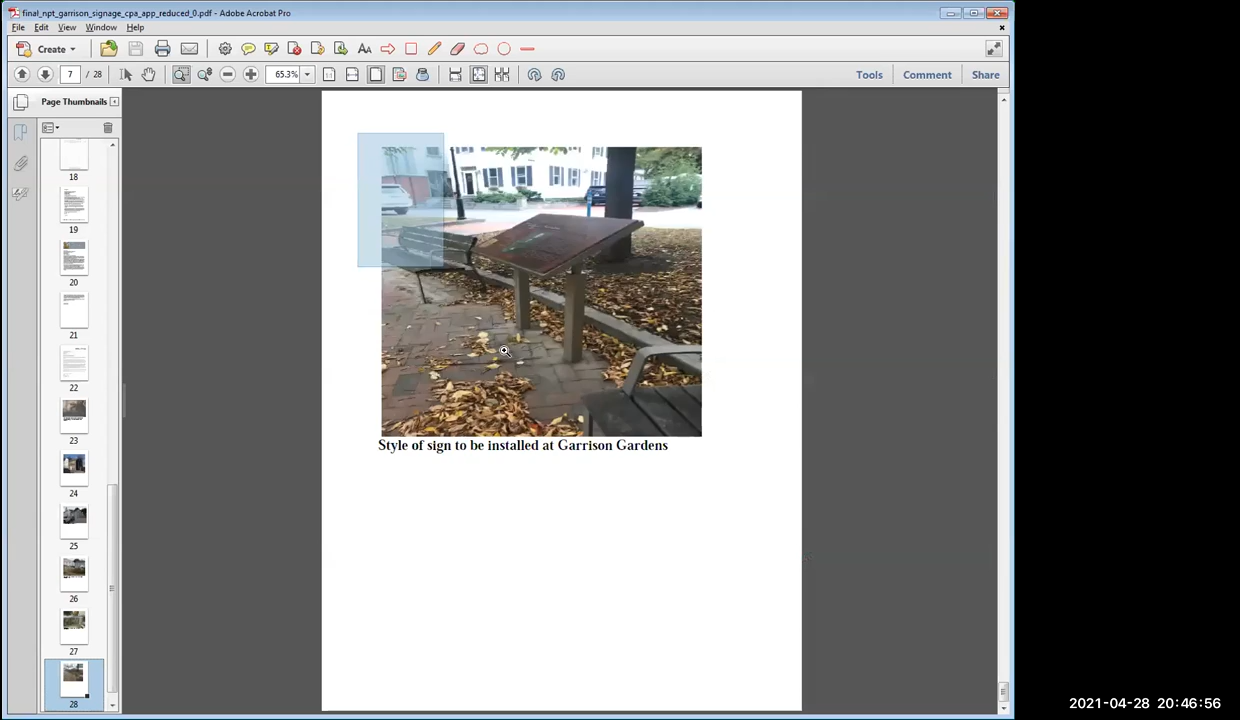 final_npt_garrison_signage_cpa_app_reduced_0.pdf - Adobe Acrobat Pro
File Edit View Window Help
Create
7 / 28 65.3% Tools Comment Share
Page Thumbnails
18
19
20
21
22
23
24
25
26
27
28
Style of sign to be installed at Garrison Gardens
2021-04-28 20:46:56